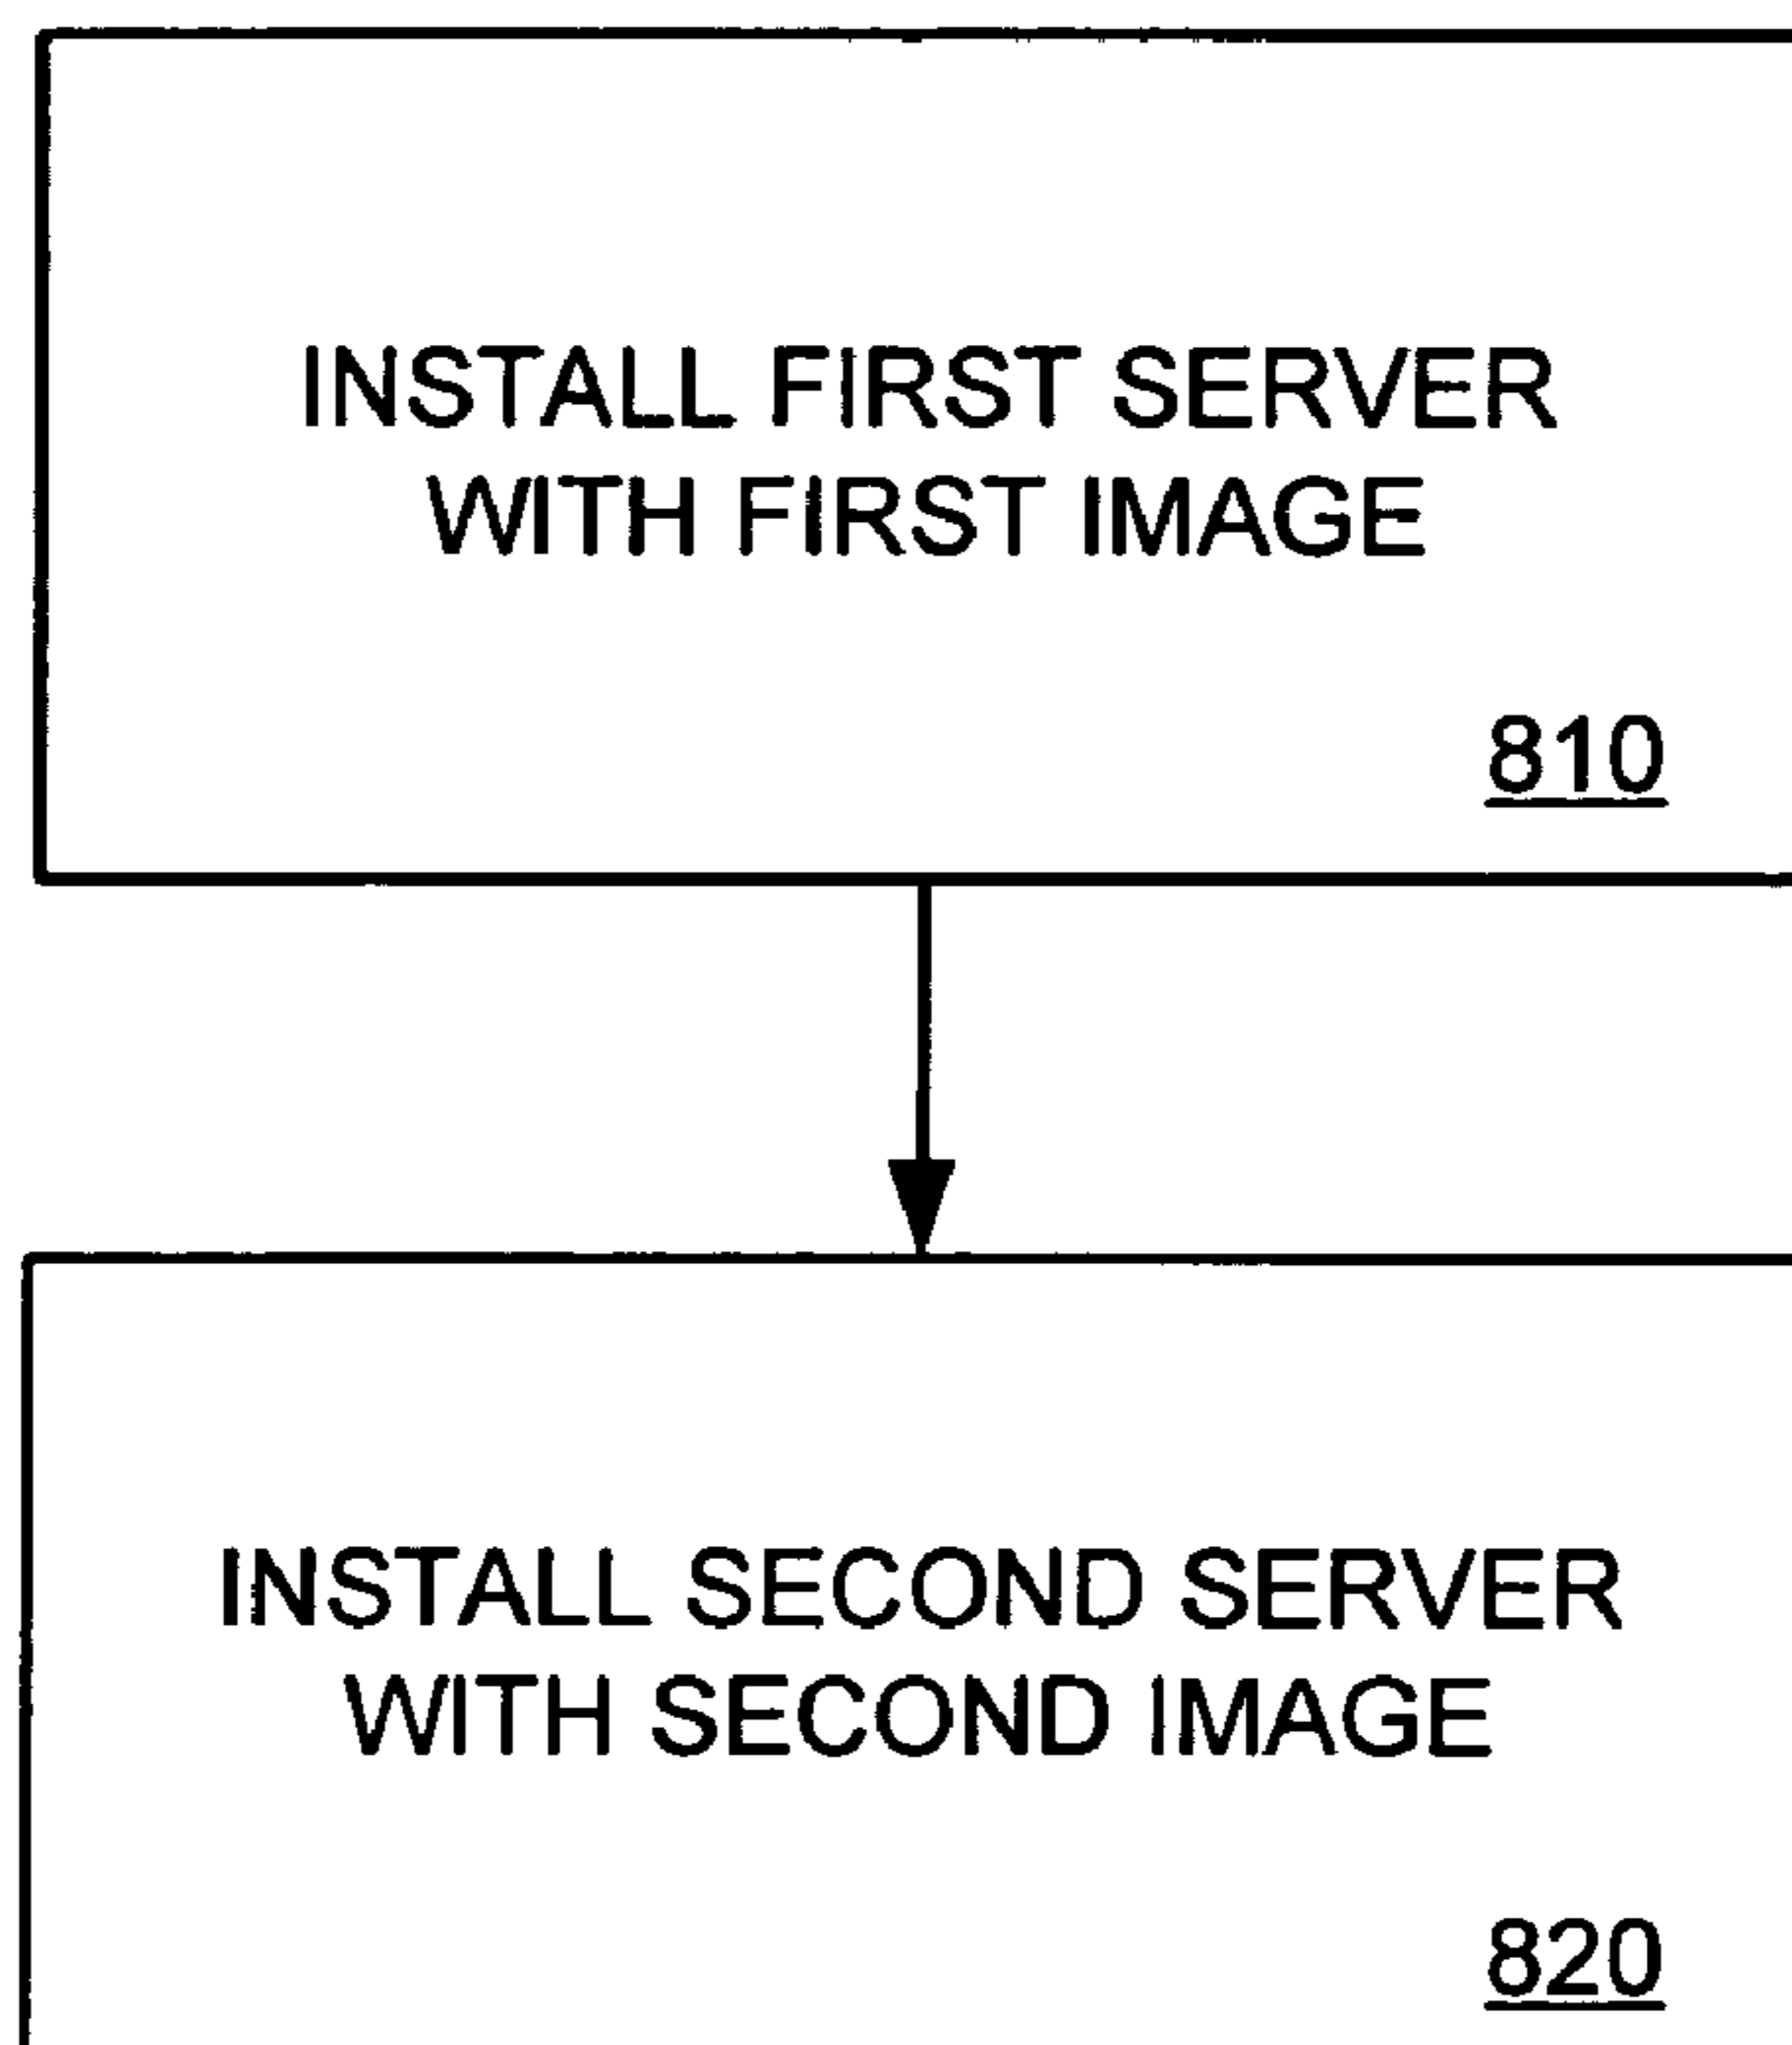 INSTALL FIRST SERVER
WITH FIRST IMAGE
810
INSTALL SECOND SERVER
WITH SECOND IMAGE
820